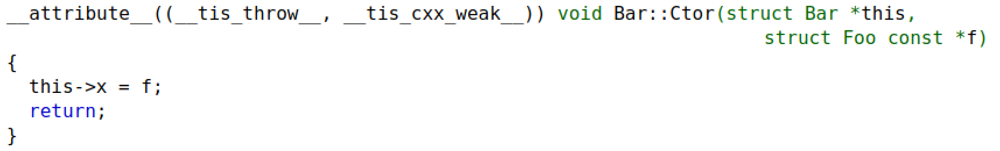 __attribute__((__tis_throw__, __tis_cxx_weak__)) void Bar::Ctor(struct Bar *this,
struct Foo const *f)
{
this->x = f;
return;
}